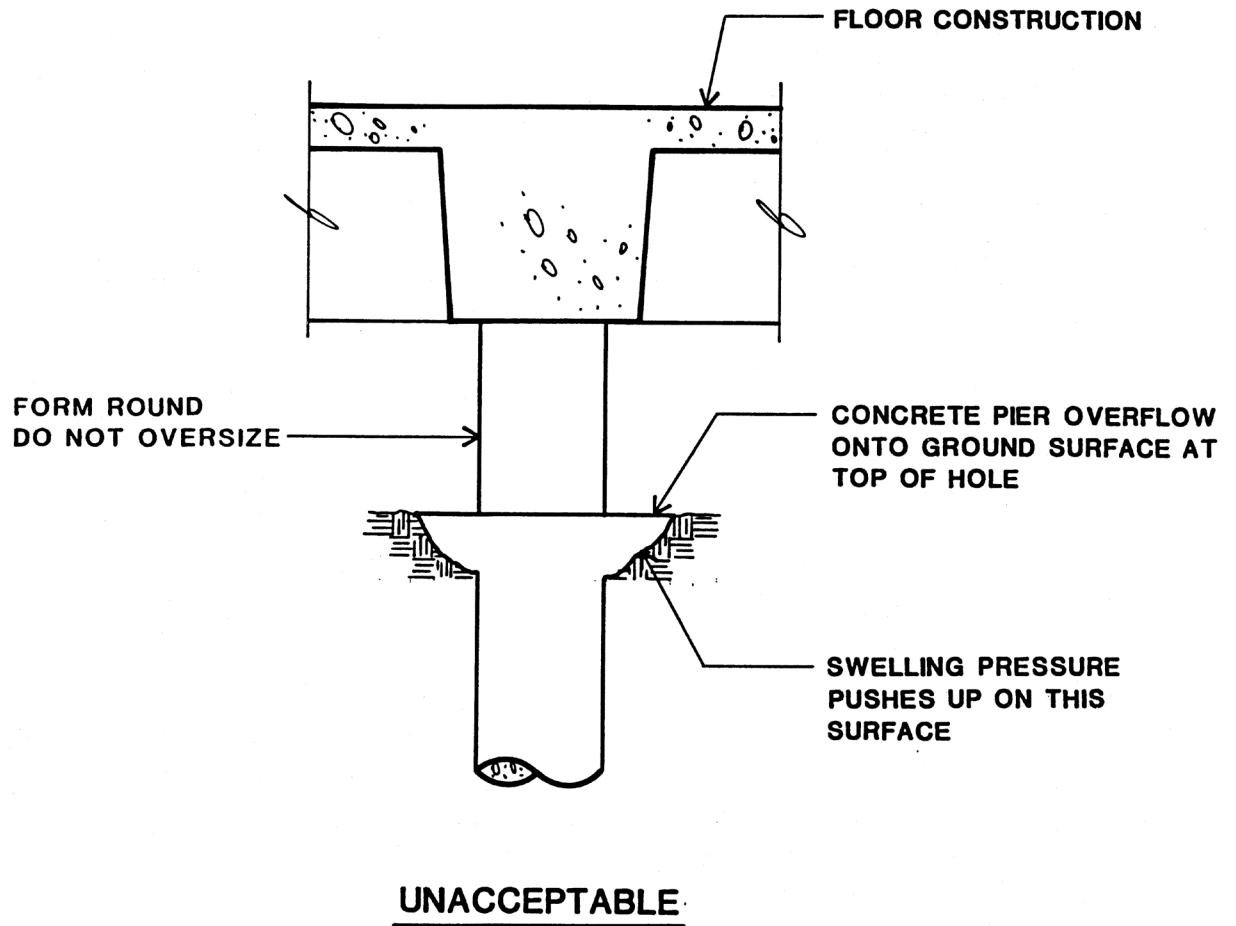 FLOOR CONSTRUCTION
FORM ROUND
DO NOT OVERSIZE
CONCRETE PIER OVERFLOW
ONTO GROUND SURFACE AT
TOP OF HOLE
SWELLING PRESSURE
PUSHES UP ON THIS
SURFACE
UNACCEPTABLE